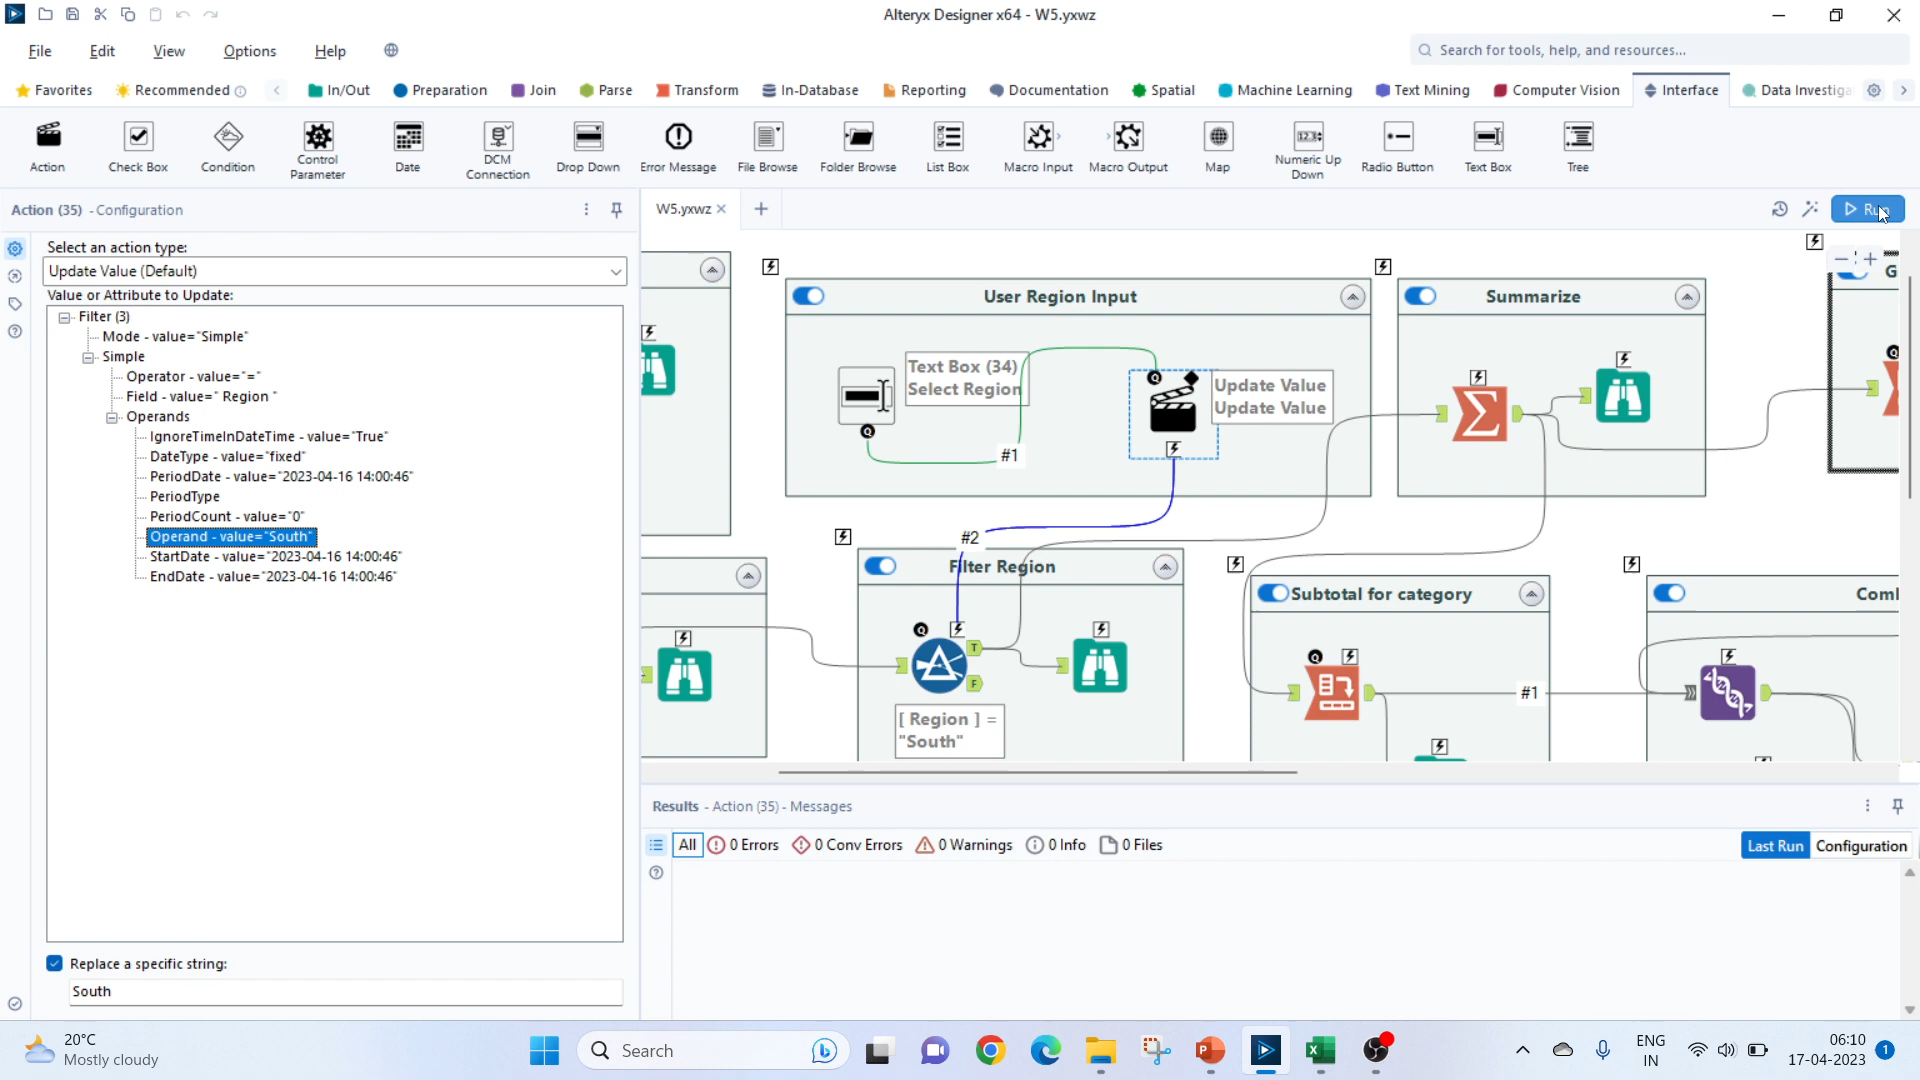 Alteryx Designer x64 - W5.yxwz
File Edit View Options Help
Search for tools, help, and resources...
Favorites Recommended In/Out Preparation Join Parse Transform In-Database Reporting Documentation Spatial Machine Learning Text Mining Computer Vision Interface Data Investiga
Action Check Box Condition Control Parameter Date DCM Connection Drop Down Error Message File Browse Folder Browse List Box Macro Input Macro Output Map Numeric Up Down Radio Button Text Box Tree
Action (35) - Configuration
W5.yxwz
Run
Select an action type:
Update Value (Default)
Value or Attribute to Update:
Filter (3)
Mode - value="Simple"
Simple
Operator - value="="
Field - value=" Region "
Operands
IgnoreTimeInDateTime - value="True"
DateType - value="fixed"
PeriodDate - value="2023-04-16 14:00:46"
PeriodType
PeriodCount - value="0"
Operand - value="South"
StartDate - value="2023-04-16 14:00:46"
EndDate - value="2023-04-16 14:00:46"
Replace a specific string:
South
User Region Input
Text Box (34)
Select Region
Q
#1
Q
Update Value
Update Value
Summarize
G
Q
#2
Filter Region
Q
T
F
[ Region ] =
"South"
Subtotal for category
Q
#1
Coml
Results - Action (35) - Messages
All 0 Errors 0 Conv Errors 0 Warnings 0 Info 0 Files
Last Run Configuration
20°C
Mostly cloudy
Search
ENG
IN
06:10
17-04-2023
1